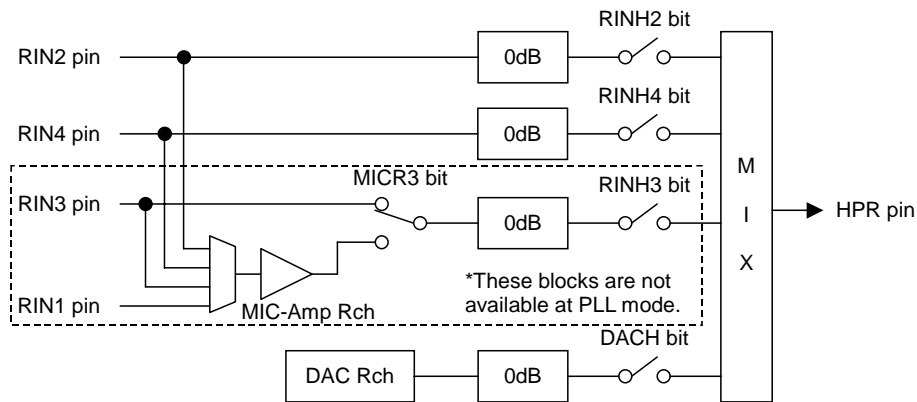 RINH2 bit
RIN2 pin
0dB
RINH4 bit
RIN4 pin
0dB
M
I
X
MICR3 bit
RINH3 bit
RIN3 pin
0dB
HPR pin
*These blocks are not
available at PLL mode.
RIN1 pin
MIC-Amp Rch
DACH bit
DAC Rch
0dB